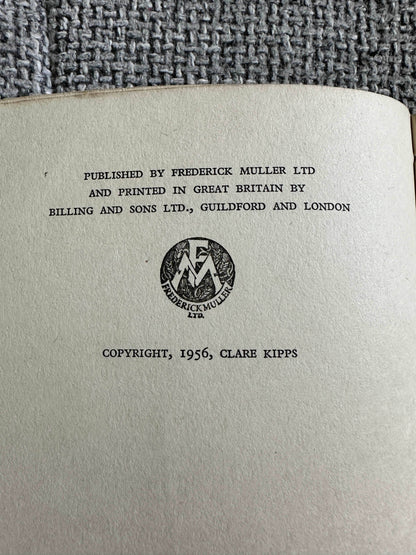 PUBLISHED BY FREDERICK MULLER LTD
AND PRINTED IN GREAT BRITAIN BY
BILLING AND SONS LTD., GUILDFORD AND LONDON
FM
FREDERICK MULLER
LTD.
COPYRIGHT, 1956, CLARE KIPPS